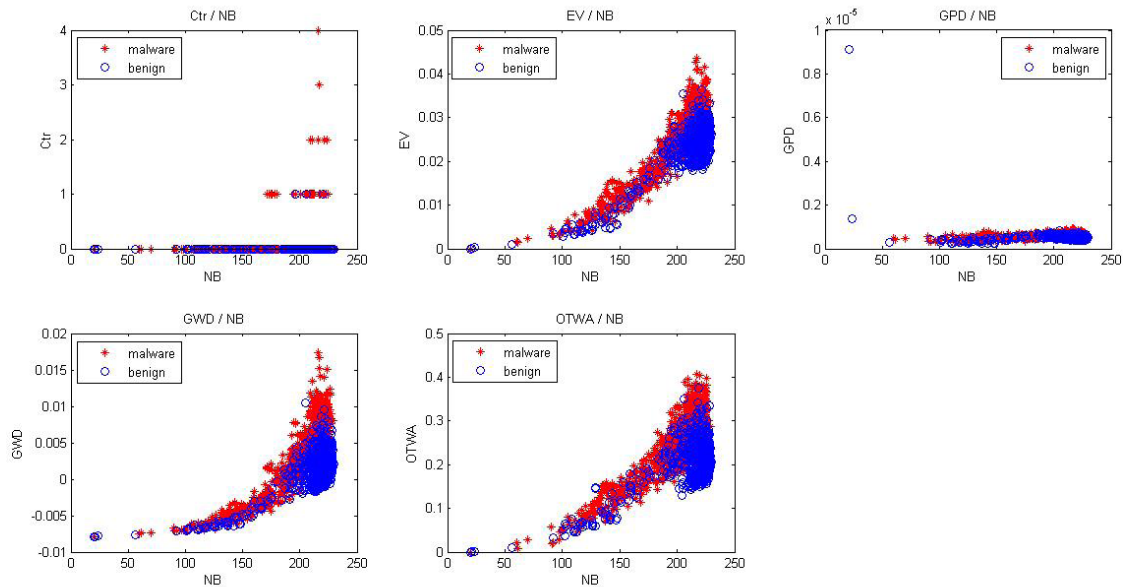 Ctr / NB
4
3
2
1
0
Ctr
malware
benign
0 50 100 150 200 250
NB
EV / NB
0.05
0.04
0.03
0.02
0.01
0
EV
malware
benign
0 50 100 150 200 250
NB
GPD / NB
1 x 10^-5
0.8
0.6
0.4
0.2
0
GPD
malware
benign
0 50 100 150 200 250
NB
GWD / NB
0.02
0.015
0.01
0.005
0
-0.005
-0.01
GWD
malware
benign
0 50 100 150 200 250
NB
OTWA / NB
0.5
0.4
0.3
0.2
0.1
0
OTWA
malware
benign
0 50 100 150 200 250
NB